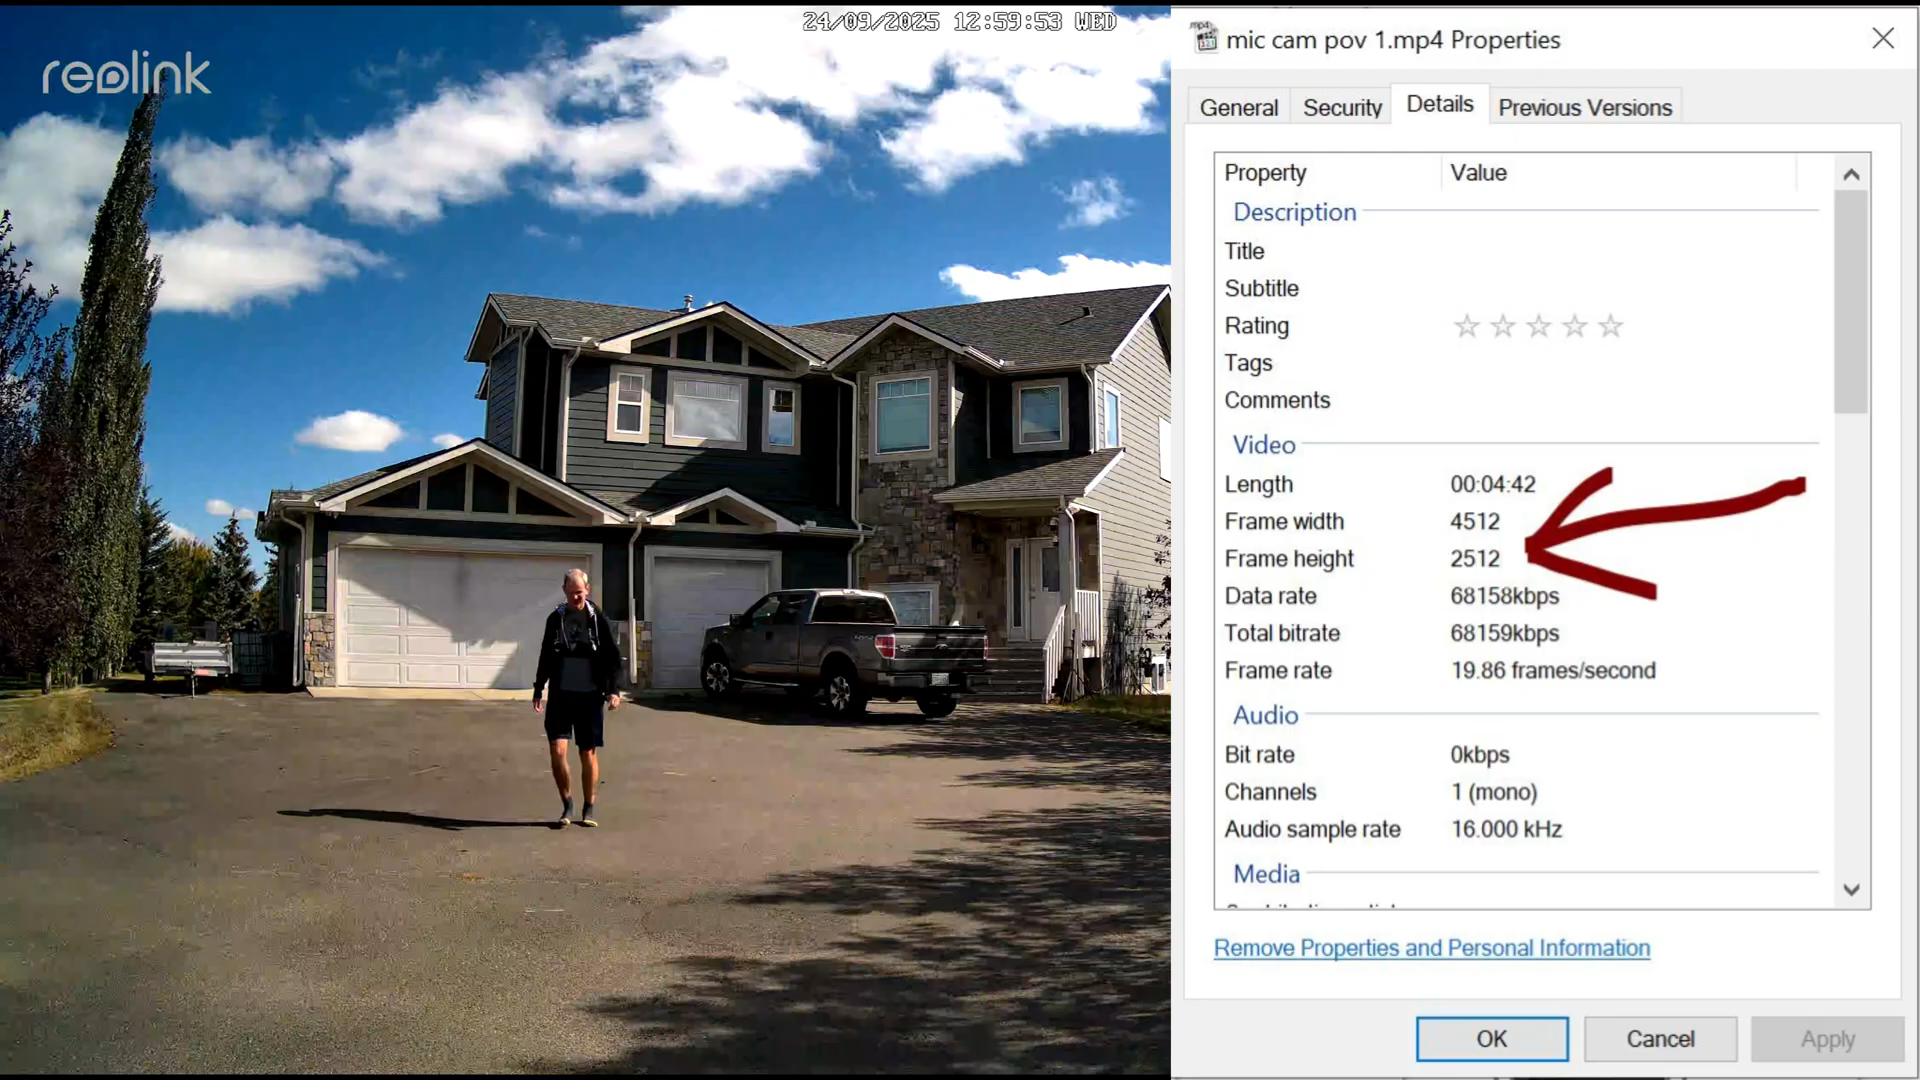 24/09/2025 12:59:53 WED
reolink
mic cam pov 1.mp4 Properties
General Security Details Previous Versions
Property Value
Description
Title
Subtitle
Rating
Tags
Comments
Video
Length 00:04:42
Frame width 4512
Frame height 2512
Data rate 68158kbps
Total bitrate 68159kbps
Frame rate 19.86 frames/second
Audio
Bit rate 0kbps
Channels 1 (mono)
Audio sample rate 16.000 kHz
Media
Remove Properties and Personal Information
OK Cancel Apply